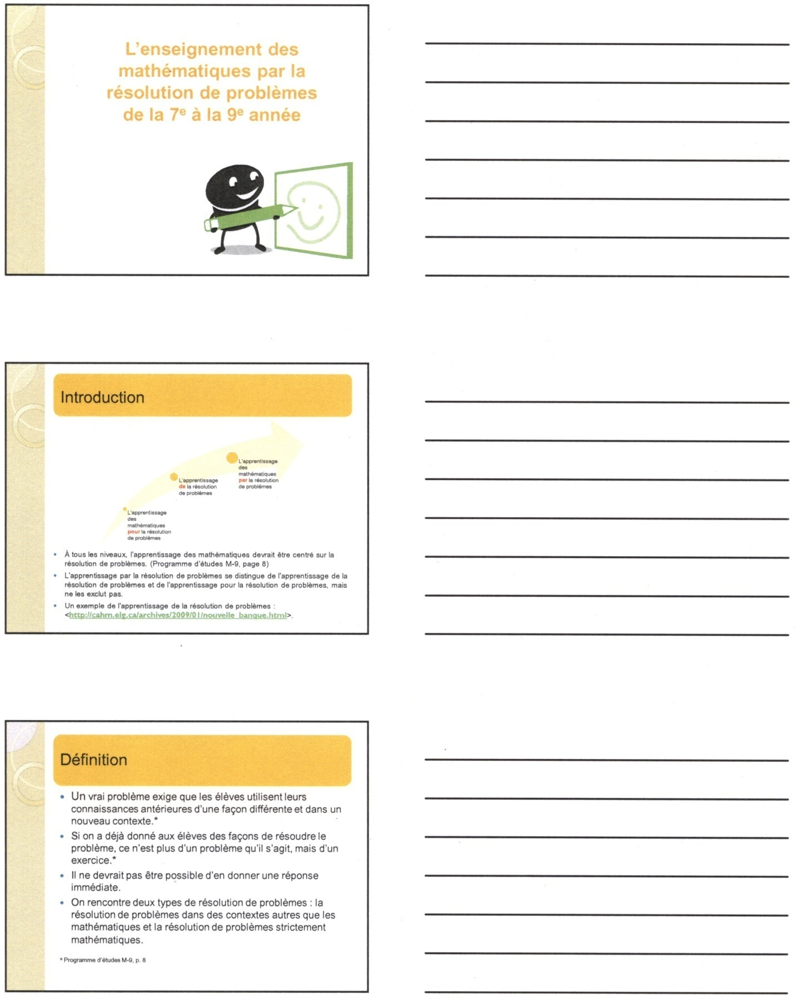 L'enseignement des
mathématiques par la
résolution de problèmes
de la 7e à la 9e année
Introduction
L'apprentissage
des
mathématiques
pour la résolution
de problèmes
L'apprentissage
de la résolution
de problèmes
L'apprentissage
des
mathématiques
par la résolution
de problèmes
• À tous les niveaux, l'apprentissage des mathématiques devrait être centré sur la
résolution de problèmes. (Programme d'études M-9, page 8)
• L'apprentissage par la résolution de problèmes se distingue de l'apprentissage de la
résolution de problèmes et de l'apprentissage pour la résolution de problèmes, mais
ne les exclut pas.
• Un exemple de l'apprentissage de la résolution de problèmes :
<http://cahm.elg.ca/archives/2009/01/nouvelle_banque.html>.
Définition
• Un vrai problème exige que les élèves utilisent leurs
connaissances antérieures d'une façon différente et dans un
nouveau contexte.*
• Si on a déjà donné aux élèves des façons de résoudre le
problème, ce n'est plus d'un problème qu'il s'agit, mais d'un
exercice.*
• Il ne devrait pas être possible d'en donner une réponse
immédiate.
• On rencontre deux types de résolution de problèmes : la
résolution de problèmes dans des contextes autres que les
mathématiques et la résolution de problèmes strictement
mathématiques.
* Programme d'études M-9, p. 8